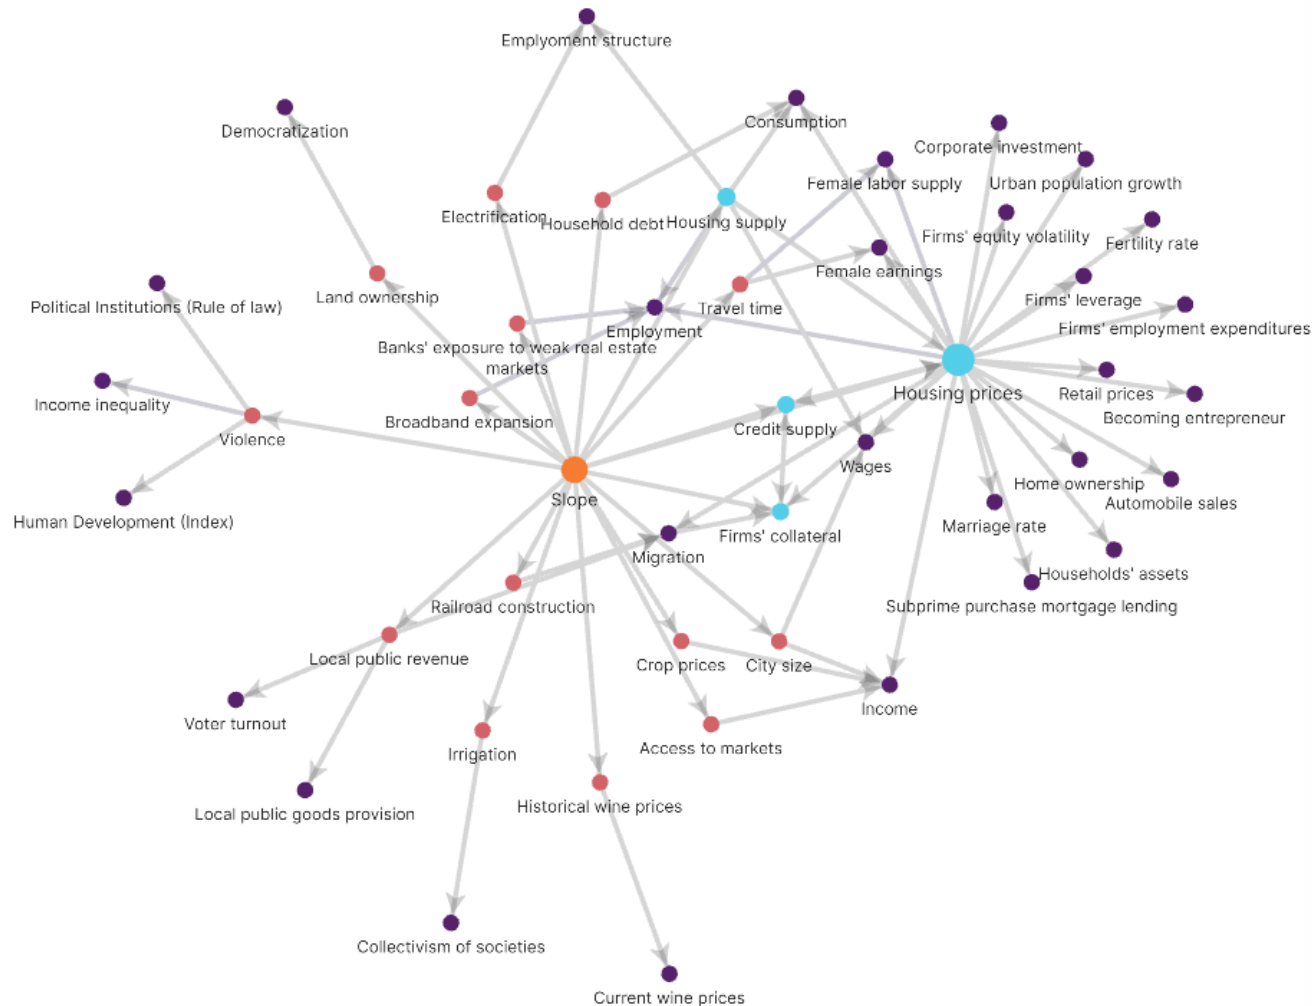 Emplyoment structure
Democratization
Consumption
Corporate investment
Female labor supply
Urban population growth
Electrification
Household debt
Housing supply
Firms' equity volatility
Fertility rate
Female earnings
Land ownership
Firms' leverage
Political Institutions (Rule of law)
Travel time
Employment
Firms' employment expenditures
Banks' exposure to weak real estate
markets
Housing prices
Retail prices
Income inequality
Becoming entrepreneur
Broadband expansion
Credit supply
Violence
Wages
Home ownership
Slope
Automobile sales
Human Development (Index)
Marriage rate
Firms' collateral
Migration
Households' assets
Railroad construction
Subprime purchase mortgage lending
Local public revenue
Crop prices
City size
Income
Voter turnout
Access to markets
Irrigation
Historical wine prices
Local public goods provision
Collectivism of societies
Current wine prices